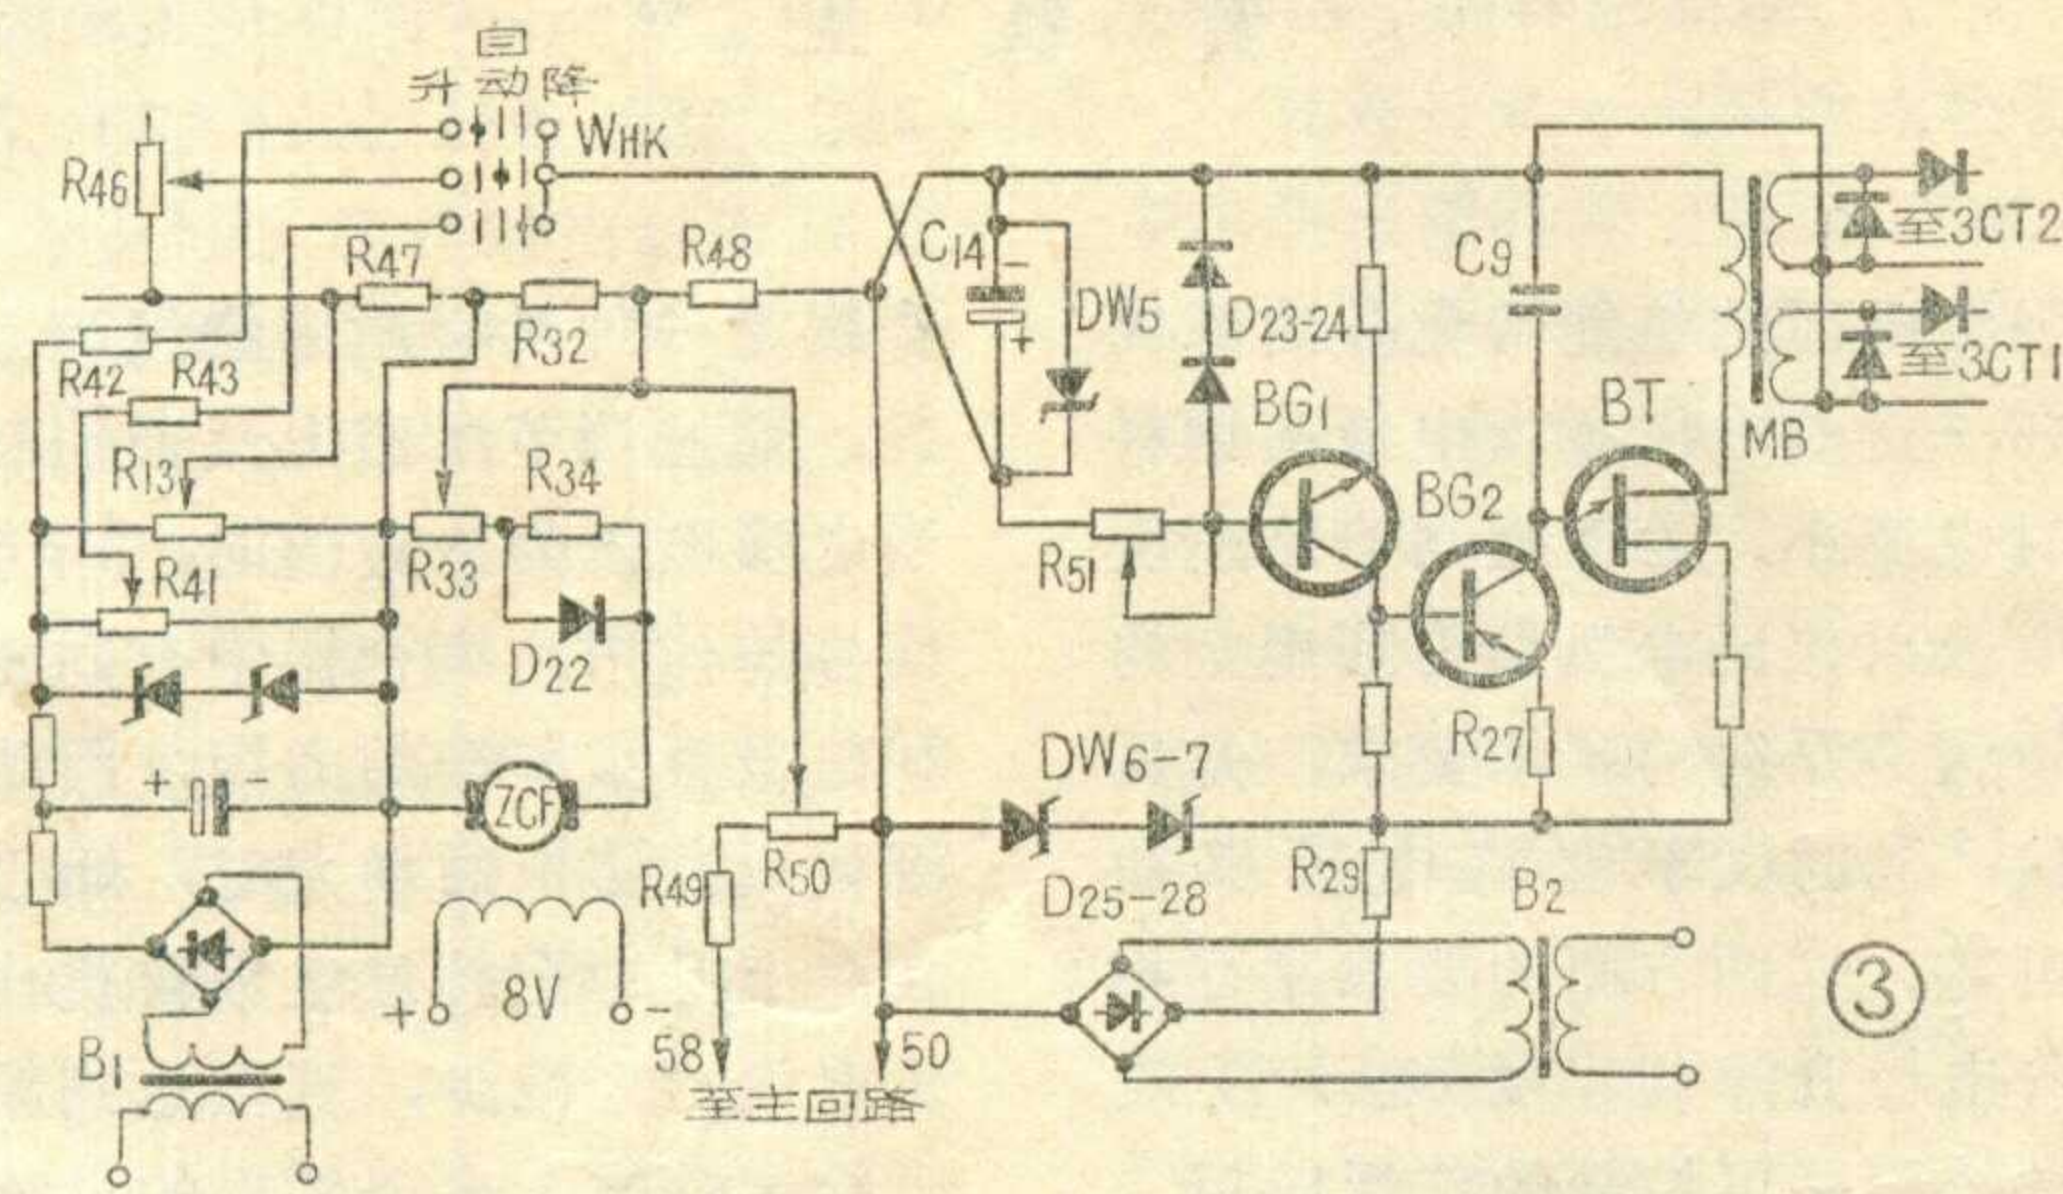 自
升 动 降
WHK
R46
R47
R48
C14
C9
至3CT2
DW5
D23-24
R32
R42
R43
至3CT1
BG1
BT
MB
R13
R34
BG2
R41
R33
R51
D22
+
-
ZCF
DW6-7
R27
R49
R50
D25-28
R29
B2
+ 8V -
58
50
B1
至主回路
③